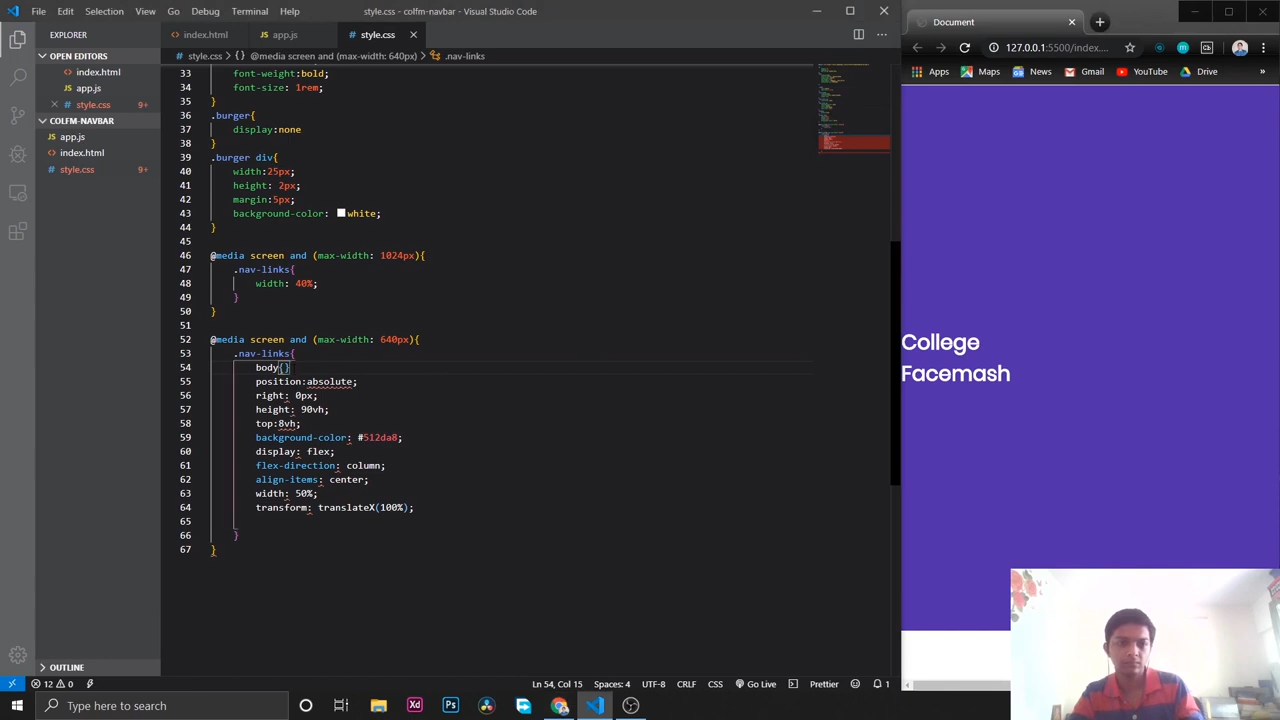 File Edit Selection View Go Debug Terminal Help
style.css - colfm-navbar - Visual Studio Code
EXPLORER
OPEN EDITORS
index.html
app.js
style.css 9+
COLFM-NAVBAR
app.js
index.html
style.css 9+
OUTLINE
index.html app.js style.css
style.css @media screen and (max-width: 640px) .nav-links
33 font-weight:bold;
34 font-size: 1rem;
35 }
36 .burger{
37 display:none
38 }
39 .burger div{
40 width:25px;
41 height: 2px;
42 margin:5px;
43 background-color: white;
44 }
45
46 @media screen and (max-width: 1024px){
47 .nav-links{
48 width: 40%;
49 }
50 }
51
52 @media screen and (max-width: 640px){
53 .nav-links{
54 body{}
55 position:absolute;
56 right: 0px;
57 height: 90vh;
58 top:8vh;
59 background-color: #512da8;
60 display: flex;
61 flex-direction: column;
62 align-items: center;
63 width: 50%;
64 transform: translateX(100%);
65
66 }
67 }
12 0
Ln 54, Col 15 Spaces: 4 UTF-8 CRLF CSS Go Live Prettier 1
Document
127.0.0.1:5500/index....
Apps Maps News Gmail YouTube Drive »
College
Facemash
Type here to search